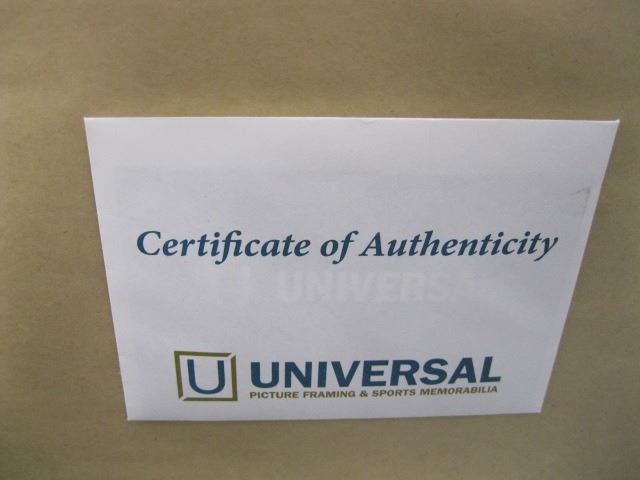 Certificate of Authenticity
UNIVERSAL
U UNIVERSAL
PICTURE FRAMING & SPORTS MEMORABILIA